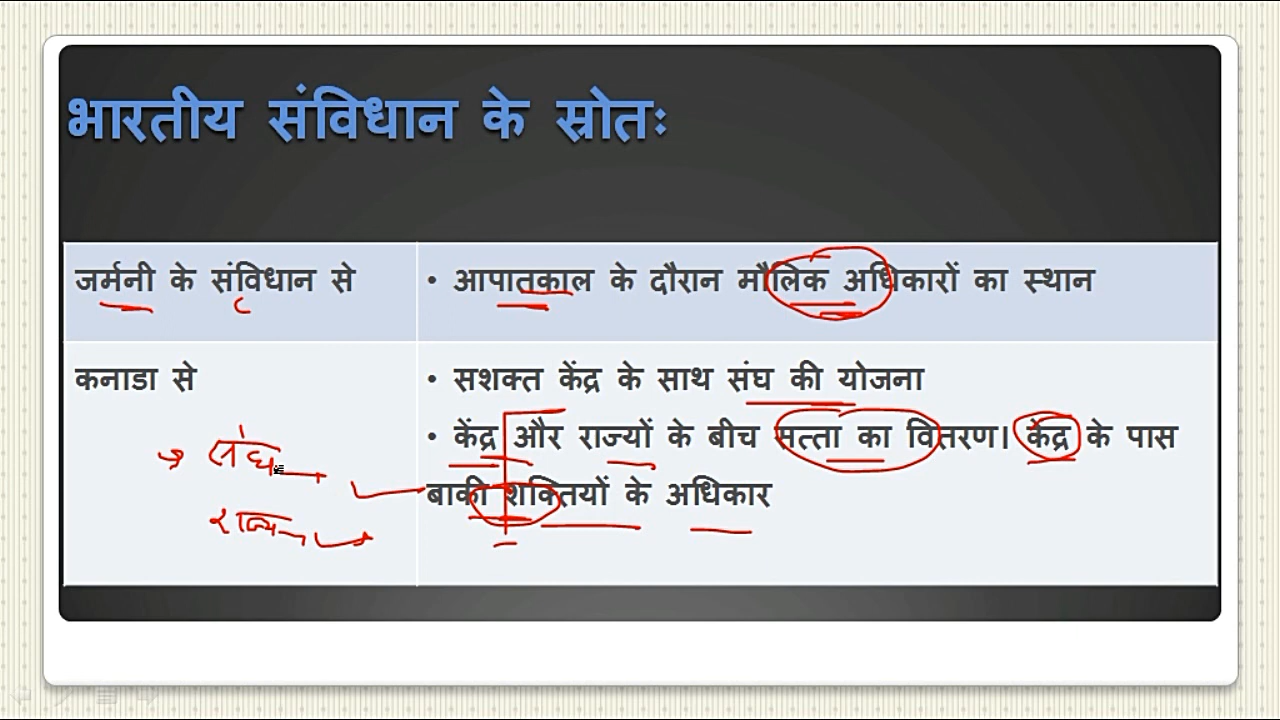 भारतीय संविधान के स्रोतः
जर्मनी के संविधान से
• आपातकाल के दौरान मौलिक अधिकारों का स्थान
कनाडा से
• सशक्त केंद्र के साथ संघ की योजना
• केंद्र और राज्यों के बीच सत्ता का वितरण। केंद्र के पास
बाकी शक्तियों के अधिकार
संघ
राज्य